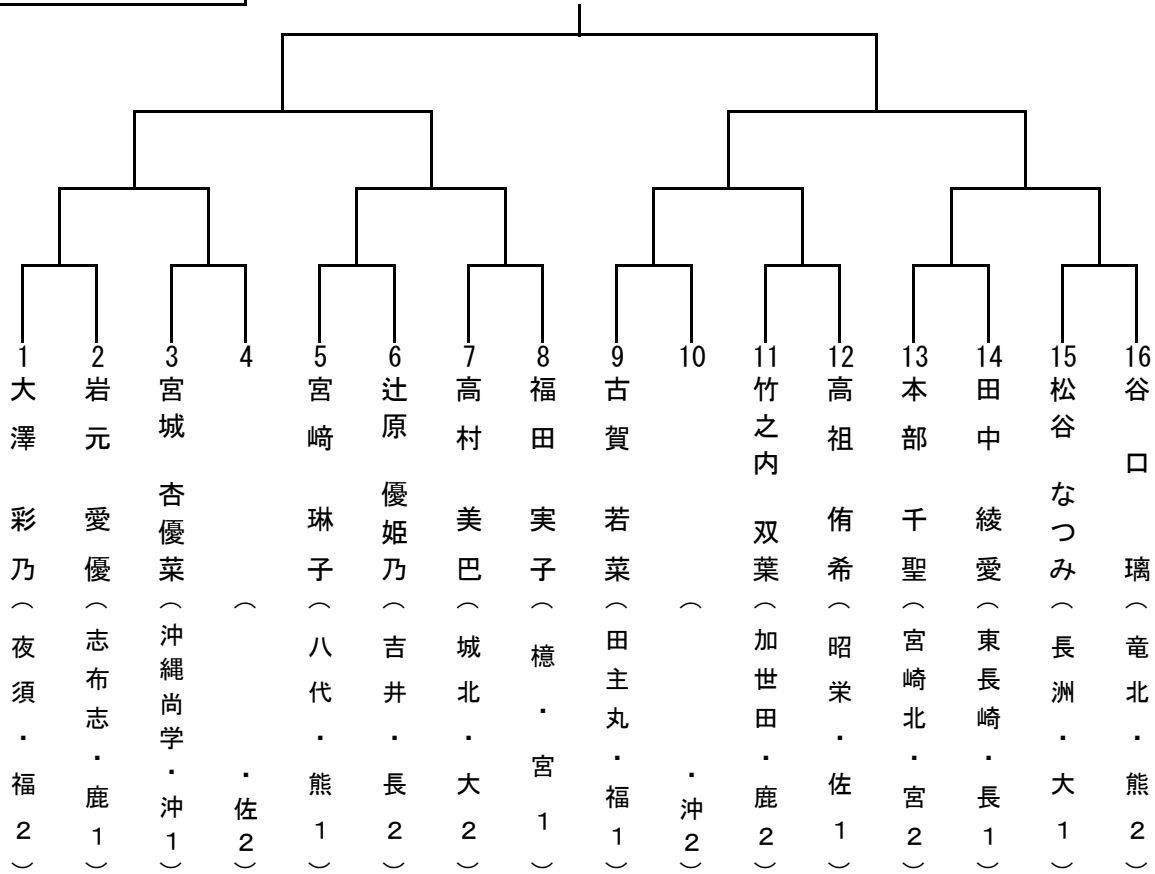 1 大澤 彩乃（夜須・福2）
2 岩元 愛優（志布志・鹿1）
3 宮城 杏優菜（沖縄尚学・沖1）
4 （ ・佐2）
5 宮﨑 琳子（八代・熊1）
6 辻原 優姫乃（吉井・長2）
7 高村 美巴（城北・大2）
8 福田 実子（檍・宮1）
9 古賀 若菜（田主丸・福1）
10 （ ・沖2）
11 竹之内 双葉（加世田・鹿2）
12 高祖 侑希（昭栄・佐1）
13 本部 千聖（宮崎北・宮2）
14 田中 綾愛（東長崎・長1）
15 松谷 なつみ（長洲・大1）
16 谷口 璃（竜北・熊2）